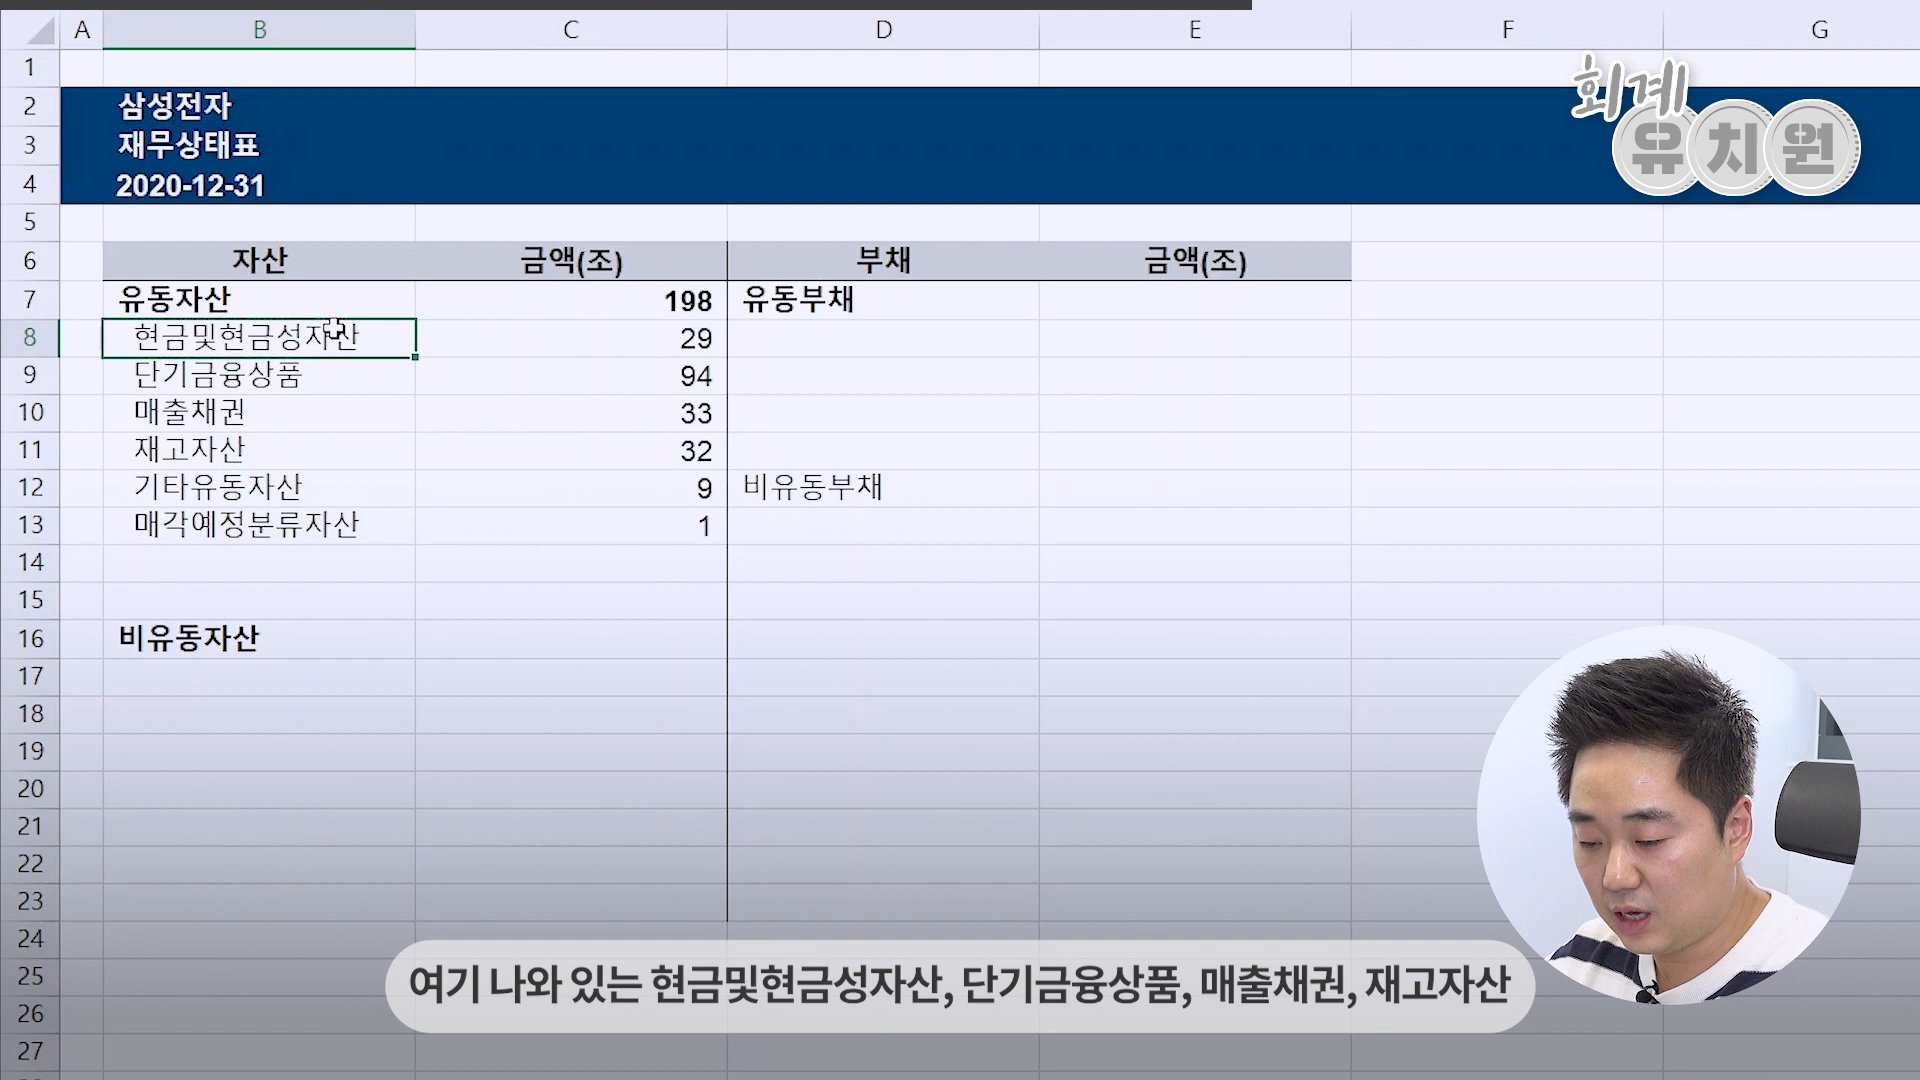 A B C D E F G
1
회계
유치원
2 삼성전자
3 재무상태표
4 2020-12-31
5
6 자산 금액(조) 부채 금액(조)
7 유동자산 198 유동부채
8 현금및현금성자산 29
9 단기금융상품 94
10 매출채권 33
11 재고자산 32
12 기타유동자산 9 비유동부채
13 매각예정분류자산 1
14
15
16 비유동자산
17
18
19
20
21
22
23
24
25
26
27
여기 나와 있는 현금및현금성자산, 단기금융상품, 매출채권, 재고자산